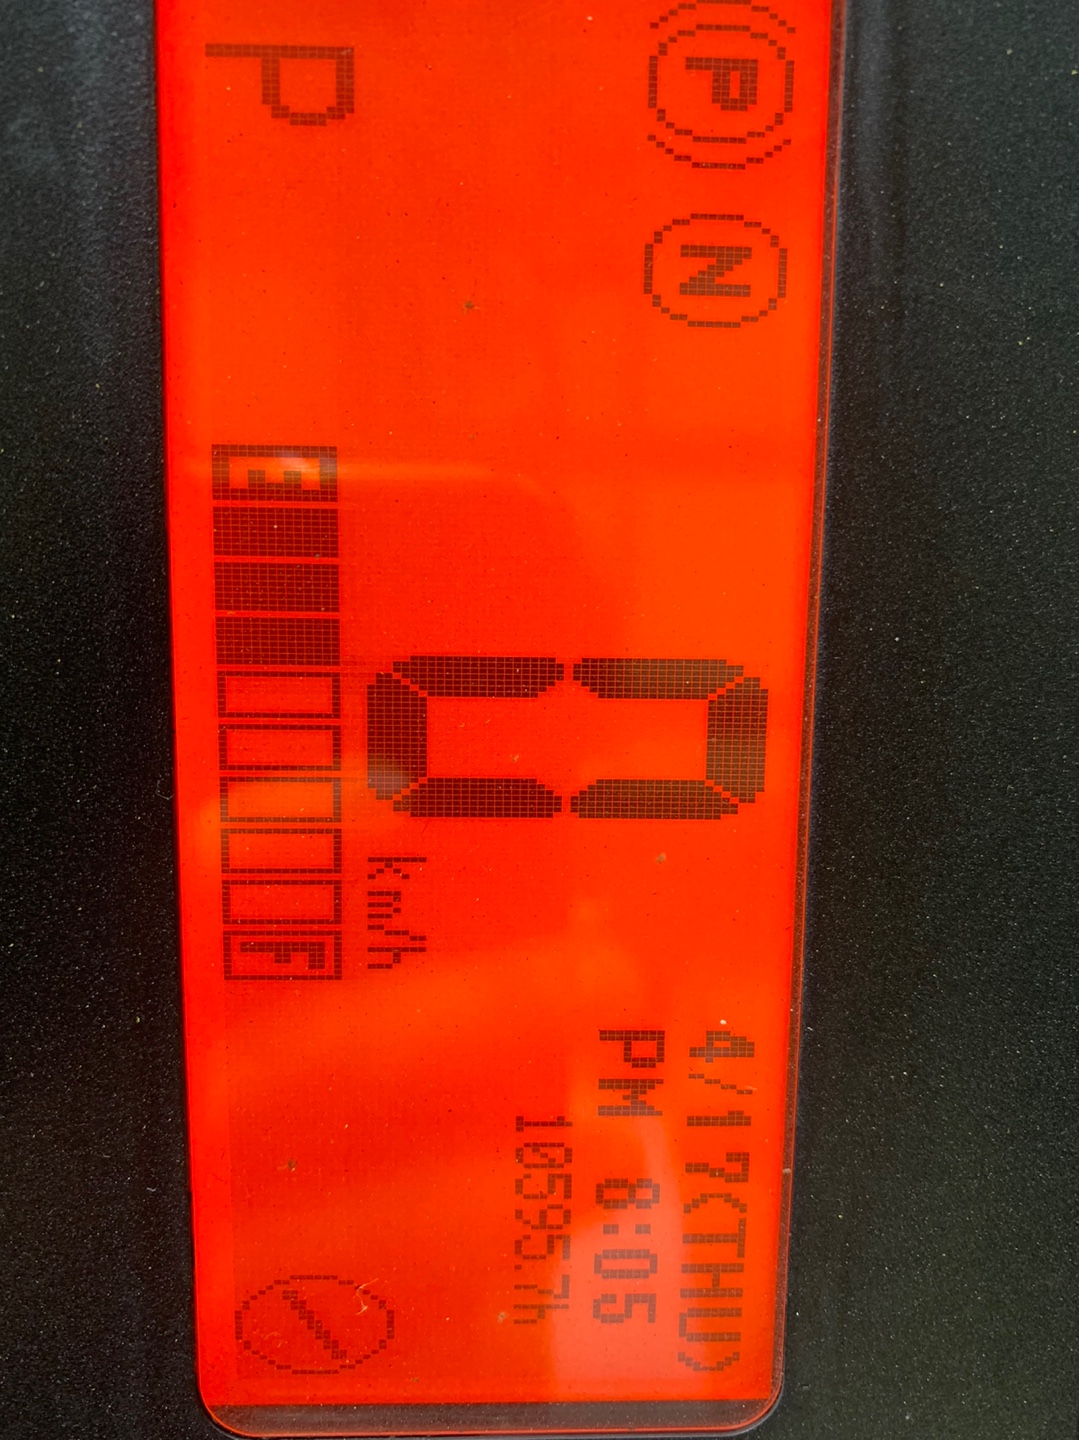 (P) N
4/17(THU)
PM 8:05
10595.7h
0 km/h
P
E F